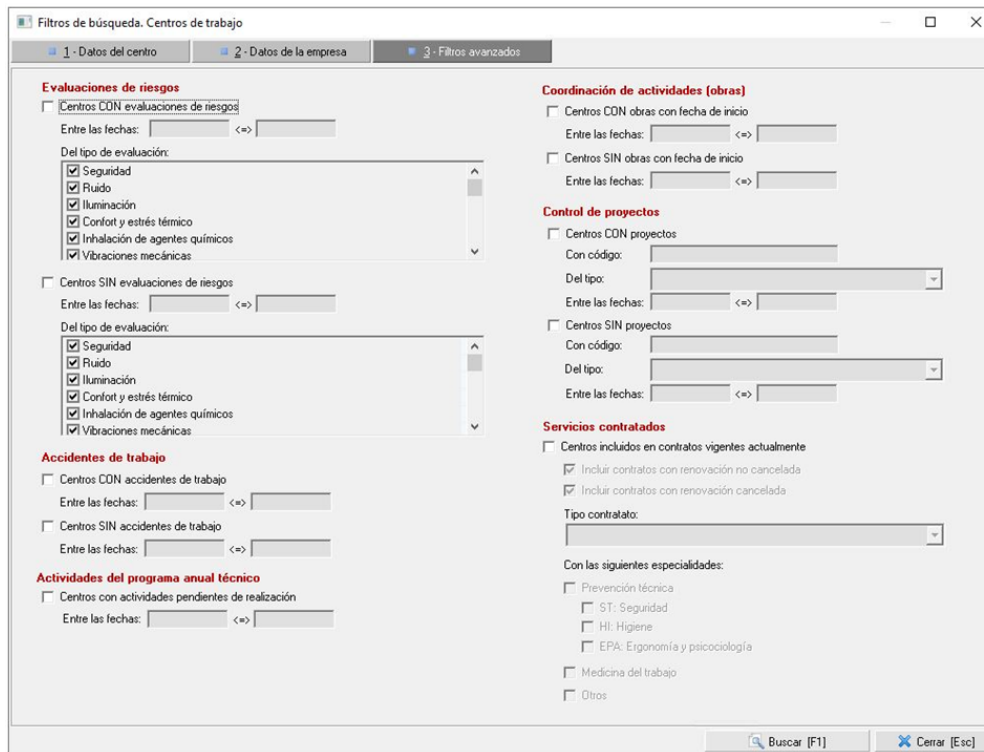 Filtros de búsqueda. Centros de trabajo
1 - Datos del centro
2 - Datos de la empresa
3 - Filtros avanzados
Evaluaciones de riesgos
Centros CON evaluaciones de riesgos
Entre las fechas: <=>
Del tipo de evaluación:
Seguridad
Ruido
Iluminación
Confort y estrés térmico
Inhalación de agentes químicos
Vibraciones mecánicas
Centros SIN evaluaciones de riesgos
Entre las fechas: <=>
Del tipo de evaluación:
Seguridad
Ruido
Iluminación
Confort y estrés térmico
Inhalación de agentes químicos
Vibraciones mecánicas
Accidentes de trabajo
Centros CON accidentes de trabajo
Entre las fechas: <=>
Centros SIN accidentes de trabajo
Entre las fechas: <=>
Actividades del programa anual técnico
Centros con actividades pendientes de realización
Entre las fechas: <=>
Coordinación de actividades (obras)
Centros CON obras con fecha de inicio
Entre las fechas: <=>
Centros SIN obras con fecha de inicio
Entre las fechas: <=>
Control de proyectos
Centros CON proyectos
Con código:
Del tipo:
Entre las fechas: <=>
Centros SIN proyectos
Con código:
Del tipo:
Entre las fechas: <=>
Servicios contratados
Centros incluidos en contratos vigentes actualmente
Incluir contratos con renovación no cancelada
Incluir contratos con renovación cancelada
Tipo contratato:
Con las siguientes especialidades:
Prevención técnica
ST: Seguridad
HI: Higiene
EPA: Ergonomía y psicociología
Medicina del trabajo
Otros
Buscar [F1]
Cerrar [Esc]